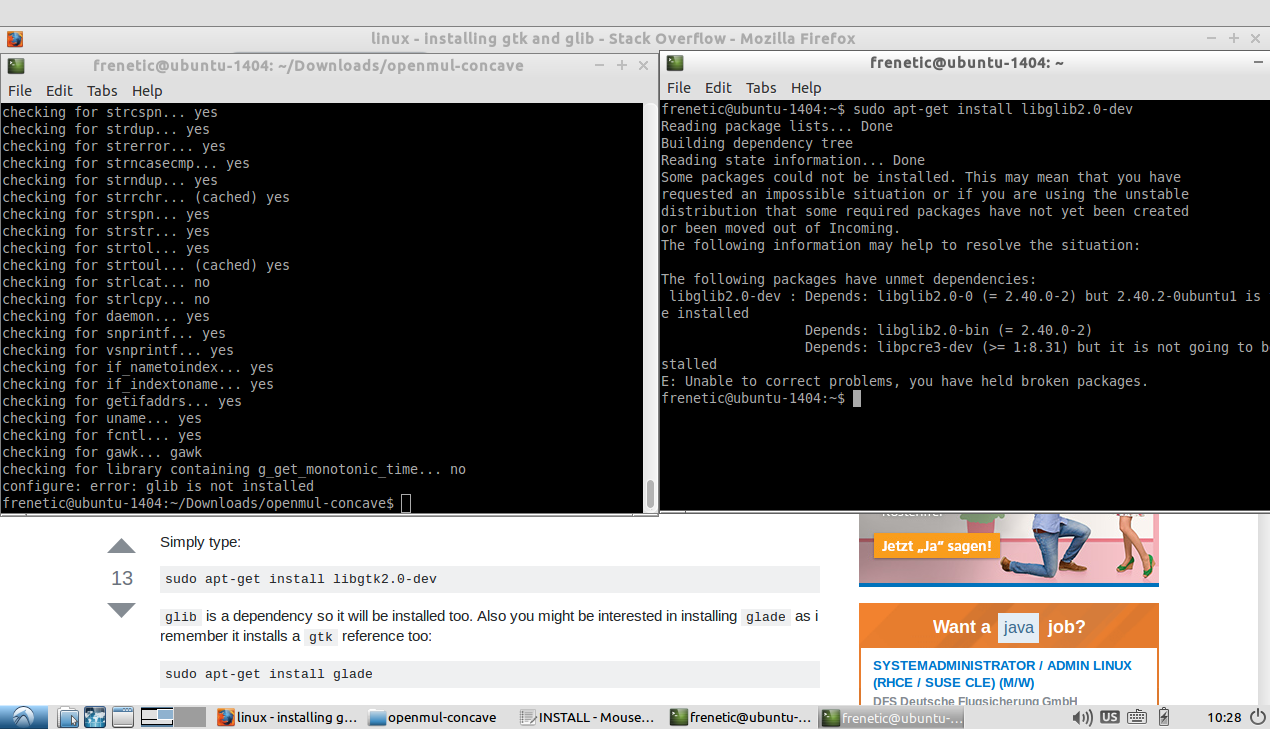 linux - installing gtk and glib - Stack Overflow - Mozilla Firefox
frenetic@ubuntu-1404: ~/Downloads/openmul-concave
File Edit Tabs Help
checking for strcspn... yes
checking for strdup... yes
checking for strerror... yes
checking for strncasecmp... yes
checking for strndup... yes
checking for strrchr... (cached) yes
checking for strspn... yes
checking for strstr... yes
checking for strtol... yes
checking for strtoul... (cached) yes
checking for strlcat... no
checking for strlcpy... no
checking for daemon... yes
checking for snprintf... yes
checking for vsnprintf... yes
checking for if_nametoindex... yes
checking for if_indextoname... yes
checking for getifaddrs... yes
checking for uname... yes
checking for fcntl... yes
checking for gawk... gawk
checking for library containing g_get_monotonic_time... no
configure: error: glib is not installed
frenetic@ubuntu-1404:~/Downloads/openmul-concave$
frenetic@ubuntu-1404: ~
File Edit Tabs Help
frenetic@ubuntu-1404:~$ sudo apt-get install libglib2.0-dev
Reading package lists... Done
Building dependency tree
Reading state information... Done
Some packages could not be installed. This may mean that you have
requested an impossible situation or if you are using the unstable
distribution that some required packages have not yet been created
or been moved out of Incoming.
The following information may help to resolve the situation:
The following packages have unmet dependencies:
libglib2.0-dev : Depends: libglib2.0-0 (= 2.40.0-2) but 2.40.2-0ubuntu1 is
e installed
Depends: libglib2.0-bin (= 2.40.0-2)
Depends: libpcre3-dev (>= 1:8.31) but it is not going to b
stalled
E: Unable to correct problems, you have held broken packages.
frenetic@ubuntu-1404:~$
Simply type:
13
sudo apt-get install libgtk2.0-dev
glib is a dependency so it will be installed too. Also you might be interested in installing glade as i
remember it installs a gtk reference too:
sudo apt-get install glade
Jetzt „Ja“ sagen!
Want a java job?
SYSTEMADMINISTRATOR / ADMIN LINUX
(RHCE / SUSE CLE) (M/W)
DFS Deutsche Flugsicherung GmbH
linux - installing g... openmul-concave INSTALL - Mouse... frenetic@ubuntu-... frenetic@ubuntu-... US 10:28